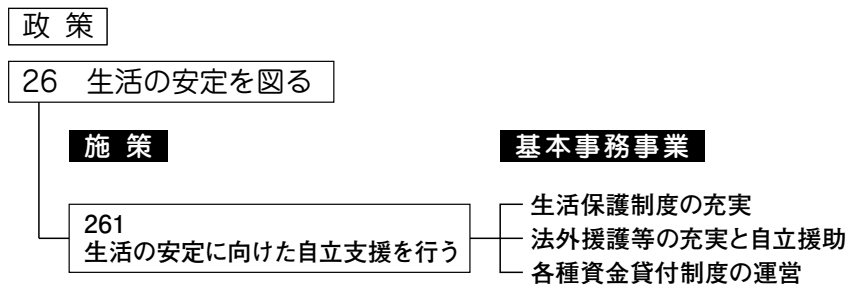 政 策
26　生活の安定を図る
施 策
基本事務事業
261
生活の安定に向けた自立支援を行う
生活保護制度の充実
法外援護等の充実と自立援助
各種資金貸付制度の運営